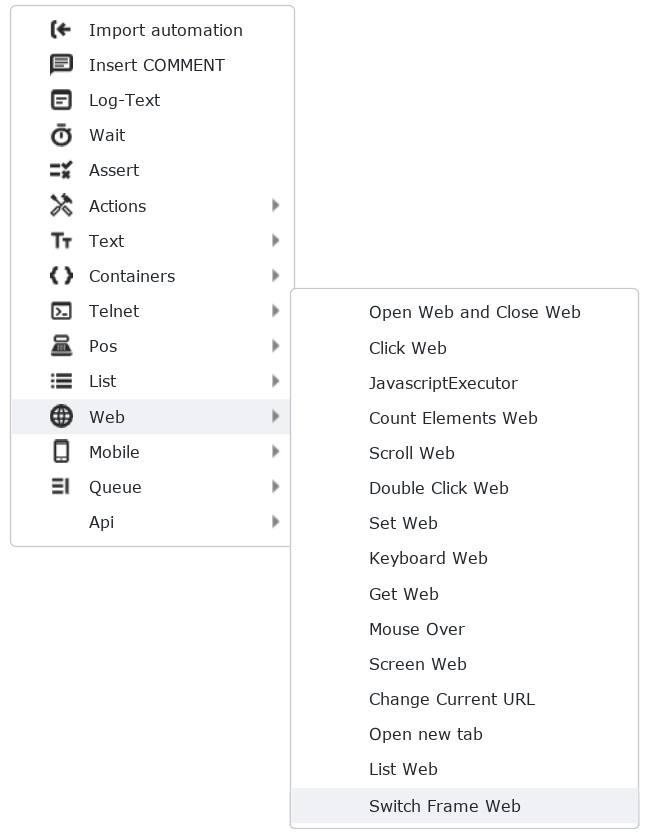 Import automation
Insert COMMENT
Log-Text
Wait
Assert
Actions
Text
Containers
Telnet
Pos
List
Web
Mobile
Queue
Api
Open Web and Close Web
Click Web
JavascriptExecutor
Count Elements Web
Scroll Web
Double Click Web
Set Web
Keyboard Web
Get Web
Mouse Over
Screen Web
Change Current URL
Open new tab
List Web
Switch Frame Web